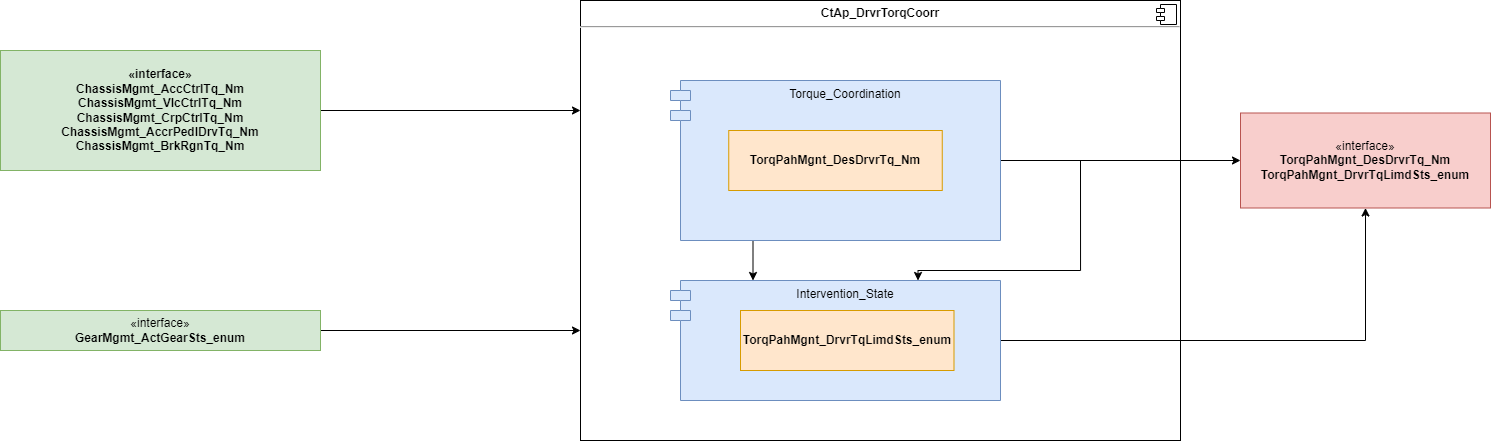 CtAp_DrvrTorqCoorr
«interface»
ChassisMgmt_AccCtrlTq_Nm
ChassisMgmt_VlcCtrlTq_Nm
ChassisMgmt_CrpCtrlTq_Nm
ChassisMgmt_AccrPedlDrvTq_Nm
ChassisMgmt_BrkRgnTq_Nm
Torque_Coordination
TorqPahMgnt_DesDrvrTq_Nm
«interface»
TorqPahMgnt_DesDrvrTq_Nm
TorqPahMgnt_DrvrTqLimdSts_enum
«interface»
GearMgmt_ActGearSts_enum
Intervention_State
TorqPahMgnt_DrvrTqLimdSts_enum